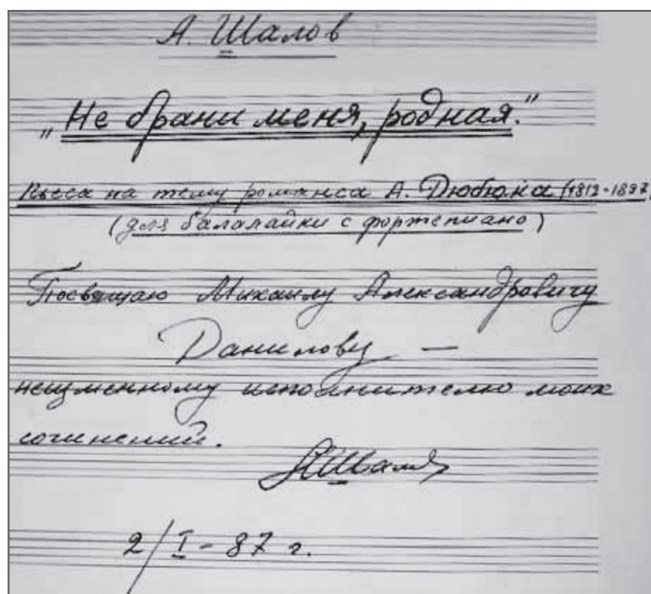 А. Шалов
„Не брани меня, родная."
Пьеса на тему романса А. Дюбюка (1812-1897)
(для балалайки с фортепиано)
Посвящаю Михаилу Александровичу
Данилову —
неизменному исполнителю моих
сочинений.
АШалов
2/I-87 г.